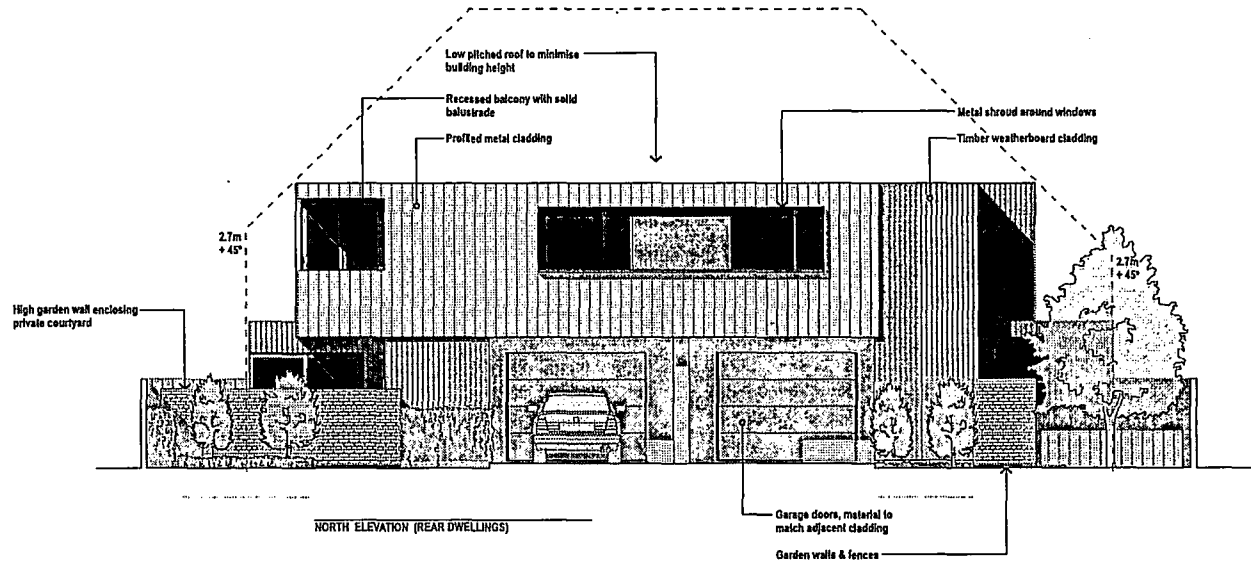 Low pitched roof to minimise
building height
Recessed balcony with solid
balustrade
Metal shroud around windows
Profiled metal cladding
Timber weatherboard cladding
2.7m
+ 45°
2.7m
+ 45°
High garden wall enclosing
private courtyard
Garage doors, material to
match adjacent cladding
NORTH ELEVATION (REAR DWELLINGS)
Garden walls & fences